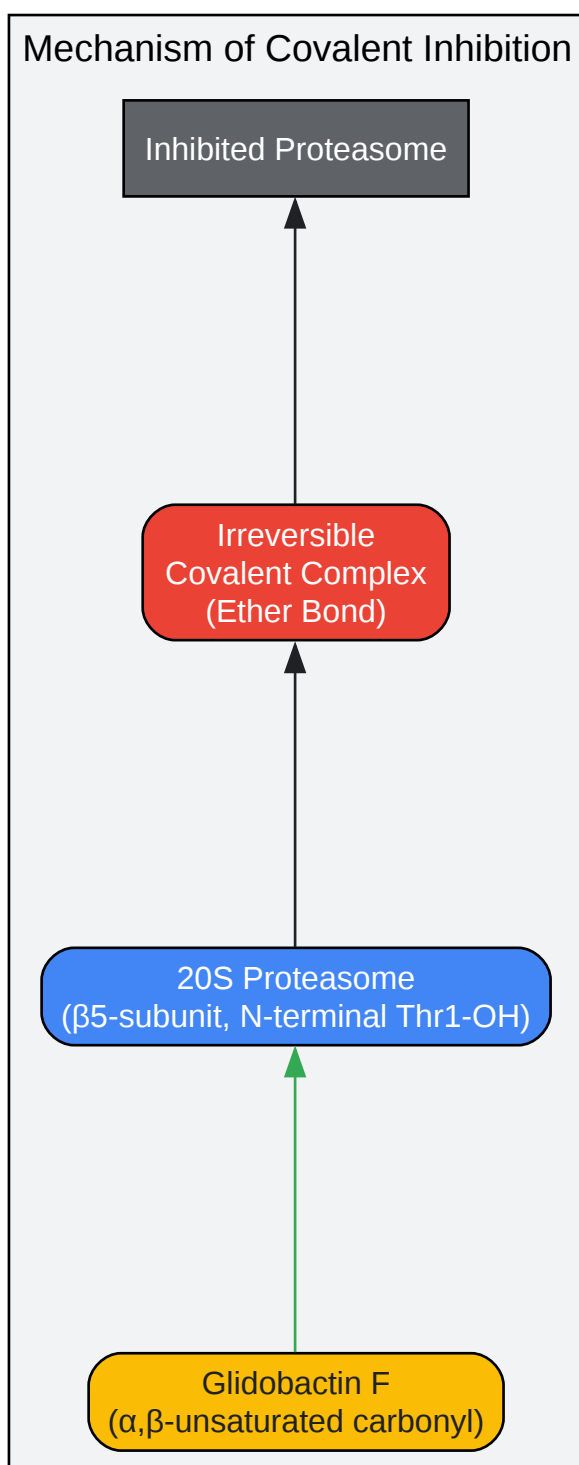 Mechanism of Covalent Inhibition
Inhibited Proteasome
Irreversible
Covalent Complex
(Ether Bond)
20S Proteasome
(β5-subunit, N-terminal Thr1-OH)
Glidobactin F
(α,β-unsaturated carbonyl)